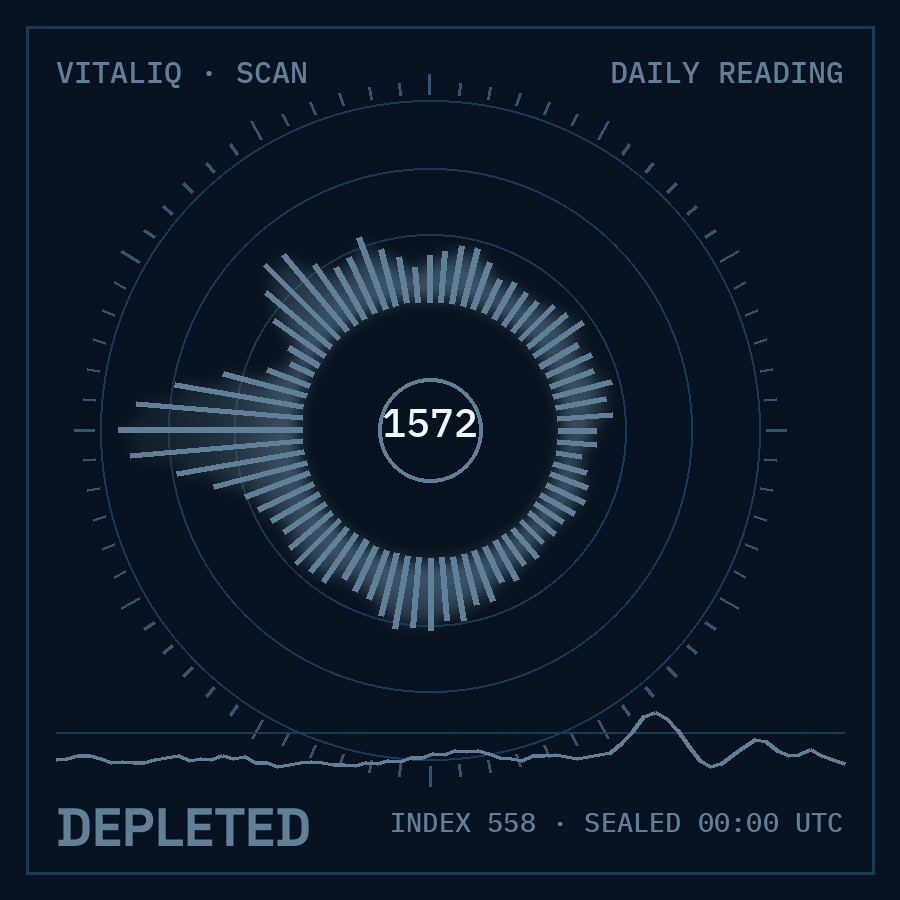 VITALIQ · SCAN
DAILY READING
1572
DEPLETED
INDEX 558 · SEALED 00:00 UTC